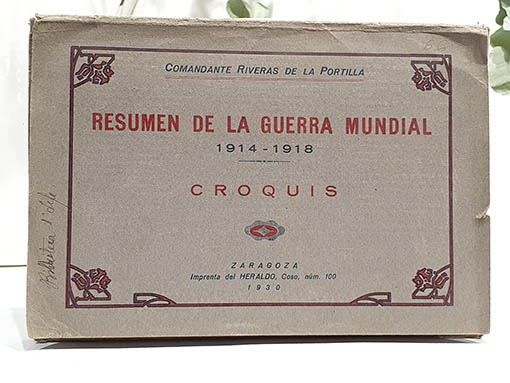 COMANDANTE RIVERAS DE LA PORTILLA
RESUMEN DE LA GUERRA MUNDIAL
1914-1918
CROQUIS
ZARAGOZA
Imprenta del HERALDO, Coso, núm. 100
1930
Biblioteca